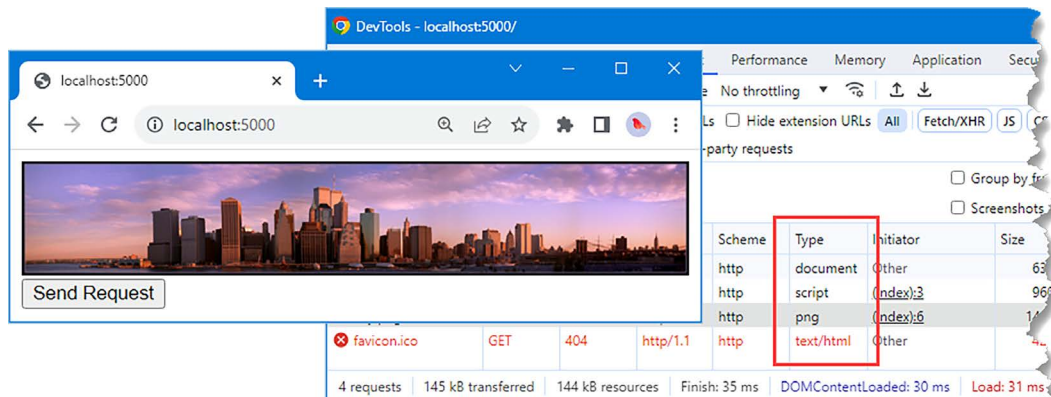 DevTools - localhost:5000/
localhost:5000
Performance Memory Application
No throttling
localhost:5000
Hide extension URLs All Fetch/XHR JS
-party requests
Group by
Screenshots
Send Request
Scheme Type Initiator Size
http document Other
http script (index):3
http png (index):6
favicon.ico GET 404 http/1.1 http text/html Other
4 requests 145 kB transferred 144 kB resources Finish: 35 ms DOMContentLoaded: 30 ms Load: 31 ms